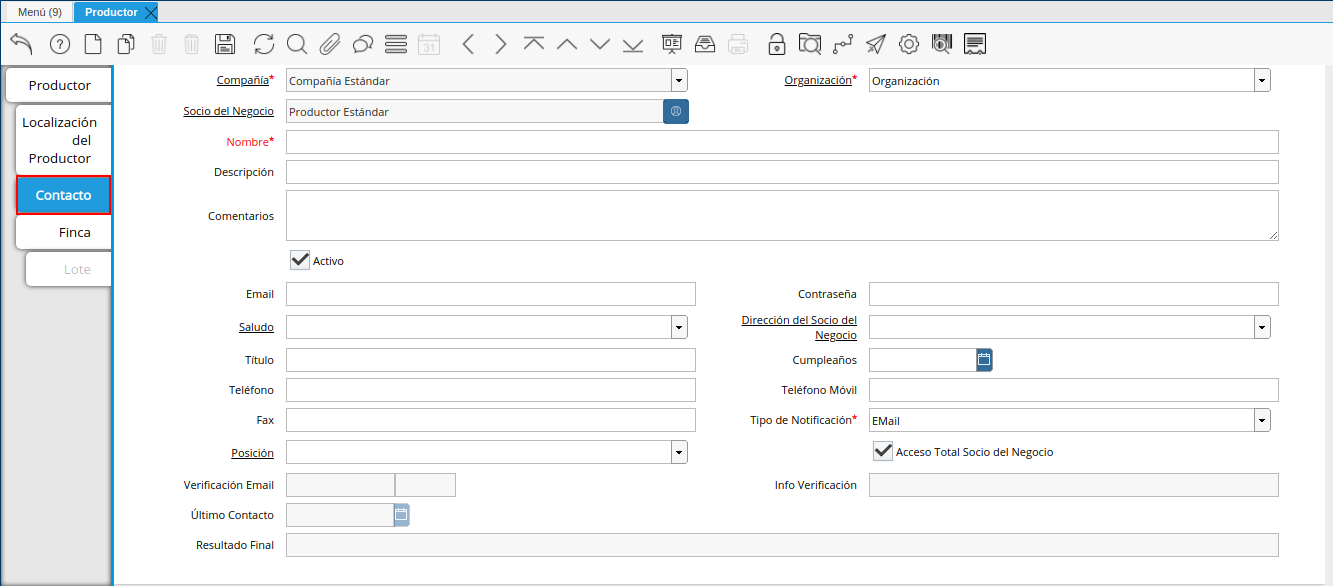 Menú (9)
Productor
31
Productor
Localización
del
Productor
Contacto
Finca
Lote
Compañía*
Compañía Estándar
Organización*
Organización
Socio del Negocio
Productor Estándar
Nombre*
Descripción
Comentarios
Activo
Email
Contraseña
Saludo
Dirección del Socio del
Negocio
Título
Cumpleaños
Teléfono
Teléfono Móvil
Fax
Tipo de Notificación*
EMail
Posición
Acceso Total Socio del Negocio
Verificación Email
Info Verificación
Último Contacto
Resultado Final